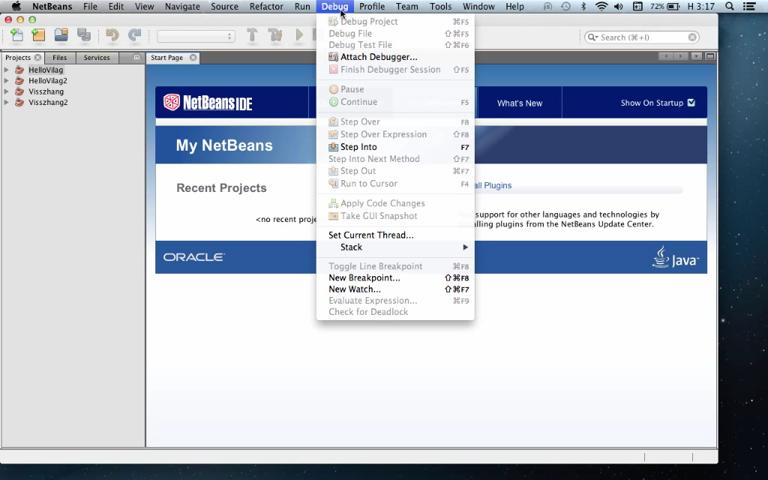 NetBeans File Edit View Navigate Source Refactor Run Debug Profile Team Tools Window Help 72% H 3:17
Search (⌘+I)
Projects Files Services Start Page
HelloVilag
HelloVilag2
Visszhang
Visszhang2
NetBeans IDE What's New Show On Startup
My NetBeans
Recent Projects
all Plugins
<no recent proje
support for other languages and technologies by
alling plugins from the NetBeans Update Center.
ORACLE Java
Debug Project ⌘F5
Debug File ⇧⌘F5
Debug Test File ⇧⌘F6
Attach Debugger...
Finish Debugger Session ⇧F5
Pause
Continue F5
Step Over F8
Step Over Expression ⇧F8
Step Into F7
Step Into Next Method ⇧F7
Step Out ⌘F7
Run to Cursor F4
Apply Code Changes
Take GUI Snapshot
Set Current Thread...
Stack
Toggle Line Breakpoint ⌘F8
New Breakpoint... ⇧⌘F8
New Watch... ⇧⌘F7
Evaluate Expression... ⌘F9
Check for Deadlock